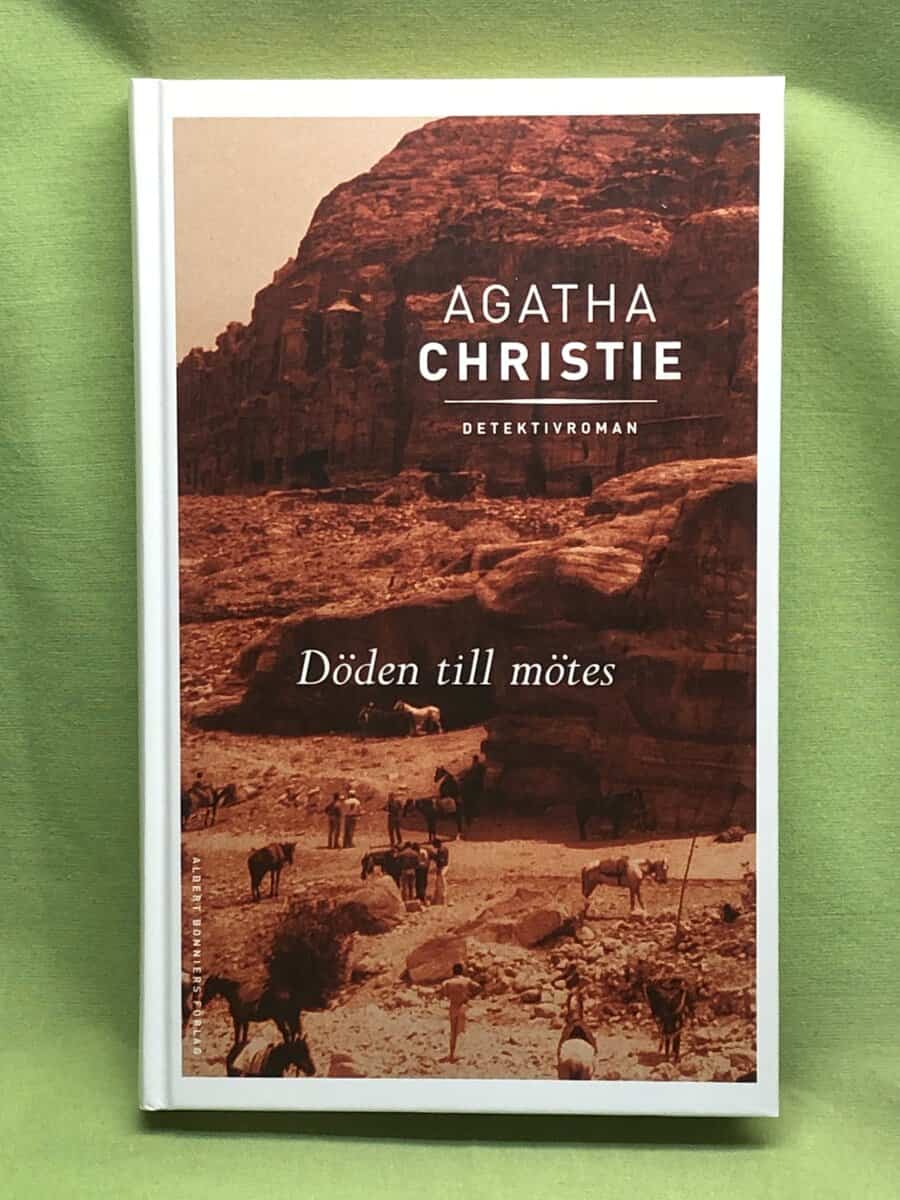 AGATHA
CHRISTIE
DETEKTIVROMAN
Döden till mötes
ALBERT BONNIERS FÖRLAG